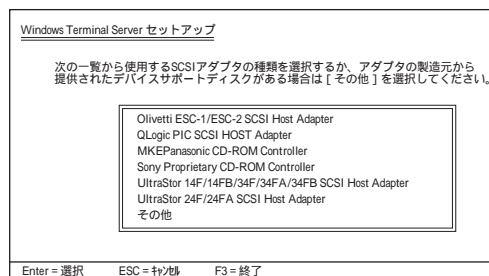 Windows Terminal Server セットアップ
次の一覧から使用するSCSIアダプタの種類を選択するか、アダプタの製造元から
提供されたデバイスサポートディスクがある場合は [ その他 ] を選択してください。
Olivetti ESC-1/ESC-2 SCSI Host Adapter
QLogic PIC SCSI HOST Adapter
MKEPanasonic CD-ROM Controller
Sony Proprietary CD-ROM Controller
UltraStor 14F/14FB/34F/34FA/34FB SCSI Host Adapter
UltraStor 24F/24FA SCSI Host Adapter
その他
Enter = 選択 ESC = ｷｬﾝｾﾙ F3 = 終了